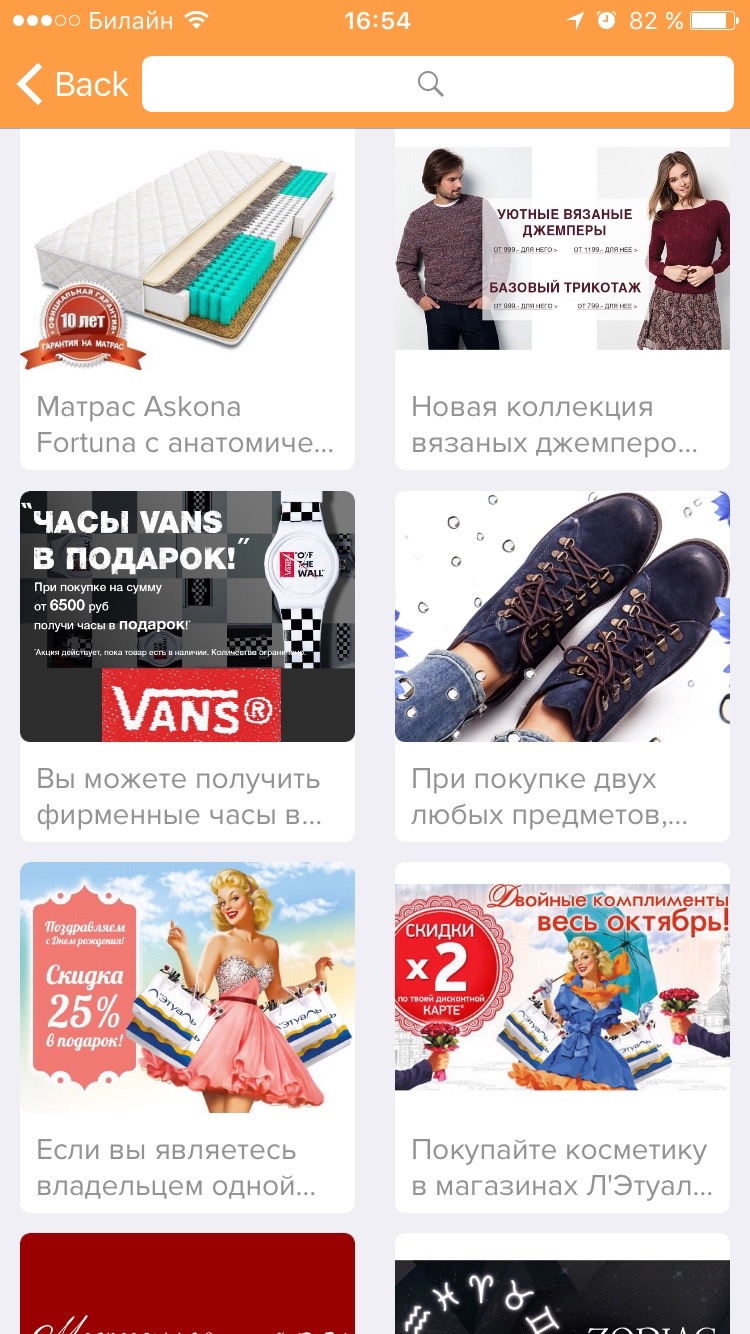 Билайн 16:54 82 %
Back
ОФИЦИАЛЬНАЯ ГАРАНТИЯ
10 лет
ГАРАНТИЯ НА МАТРАС
Матрас Askona
Fortuna с анатомиче...
УЮТНЫЕ ВЯЗАНЫЕ
ДЖЕМПЕРЫ
ОТ 999.- ДЛЯ НЕГО > ОТ 1199.- ДЛЯ НЕЕ >
БАЗОВЫЙ ТРИКОТАЖ
ОТ 999.- ДЛЯ НЕГО > ОТ 799.- ДЛЯ НЕЕ >
Новая коллекция
вязаных джемперо...
“ЧАСЫ VANS
В ПОДАРОК!”
При покупке на сумму
от 6500 руб
получи часы в подарок!*
*Акция действует, пока товар есть в наличии. Количество ограничено.
VANS
"OFF
THE
WALL"
VANS®
Вы можете получить
фирменные часы в...
При покупке двух
любых предметов,...
Поздравляем
с Днем рождения!
Скидка
25%
в подарок!
Л'ЭТУАЛЬ
Л'ЭТУАЛЬ
Если вы являетесь
владельцем одной...
Двойные комплименты
весь октябрь!
СКИДКИ
x2
по твоей дисконтной
КАРТЕ*
Л'ЭТУАЛЬ
Л'ЭТУАЛЬ
Покупайте косметику
в магазинах Л'Этуал...
ZODIAC